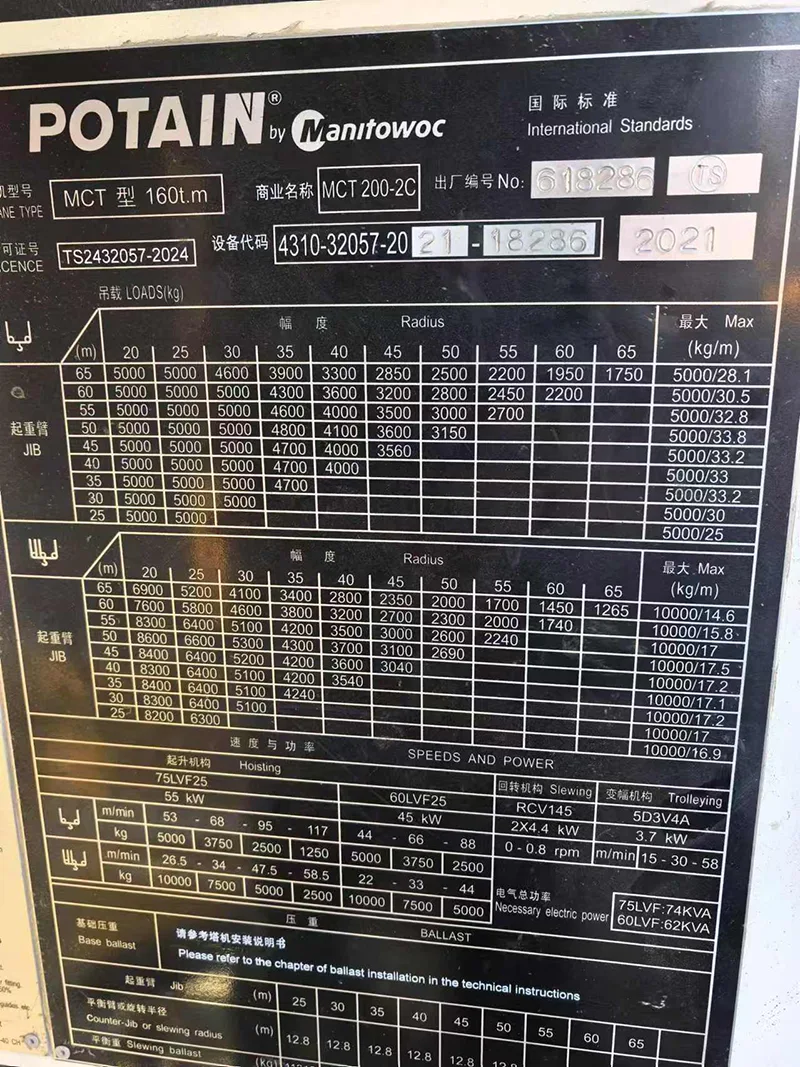 POTAIN® by Manitowoc
国际标准
International Standards
机型号
ANE TYPE
MCT 型 160t.m
商业名称 MCT 200-2C
出厂编号 No: 618286 TS
可证号
CENCE
TS2432057-2024
设备代码 4310-32057-20 21 - 18286 2021
吊载 LOADS(kg)
幅 度 Radius 最大 Max
(m) 20 25 30 35 40 45 50 55 60 65 (kg/m)
起重臂
JIB
65 5000 5000 4600 3900 3300 2850 2500 2200 1950 1750 5000/28.1
60 5000 5000 5000 4300 3600 3200 2800 2450 2200 5000/30.5
55 5000 5000 5000 4600 4000 3500 3000 2700 5000/32.8
50 5000 5000 5000 4800 4100 3600 3150 5000/33.8
45 5000 5000 5000 4700 4000 3560 5000/33.2
40 5000 5000 5000 4700 4000 5000/33
35 5000 5000 5000 4700 5000/33.2
30 5000 5000 5000 5000/30
25 5000 5000 5000/25
幅 度 Radius 最大 Max
(m) 20 25 30 35 40 45 50 55 60 65 (kg/m)
起重臂
JIB
65 6900 5200 4100 3400 2800 2350 2000 1700 1450 1265 10000/14.6
60 7600 5800 4600 3800 3200 2700 2300 2000 1740 10000/15.8
55 8300 6400 5100 4200 3500 3000 2600 2240 10000/17
50 8600 6600 5300 4300 3700 3100 2690 10000/17.5
45 8400 6400 5200 4200 3600 3040 10000/17.2
40 8300 6400 5100 4200 3540 10000/17.1
35 8400 6400 5100 4240 10000/17.2
30 8300 6400 5100 10000/17
25 8200 6300 10000/16.9
速度与功率 SPEEDS AND POWER
起升机构 Hoisting 回转机构 Slewing 变幅机构 Trolleying
75LVF25 60LVF25 RCV145 5D3V4A
55 kW 45 kW 2X4.4 kW 3.7 kW
m/min 53 - 68 - 95 - 117 44 - 66 - 88 0 - 0.8 rpm m/min 15 - 30 - 58
kg 5000 3750 2500 1250 5000 3750 2500
m/min 26.5 - 34 - 47.5 - 58.5 22 - 33 - 44
kg 10000 7500 5000 2500 10000 7500 5000
电气总功率
Necessary electric power
75LVF:74KVA
60LVF:62KVA
压重 BALLAST
基础压重
Base ballast
请参考塔机安装说明书
Please refer to the chapter of ballast installation in the technical instructions
起重臂 Jib (m) 25 30 35 40 45 50 55 60 65
平衡臂或旋转半径
Counter-Jib or slewing radius (m) 12.8 12.8 12.8 12.8 12.8
平衡重 Slewing ballast (kg)